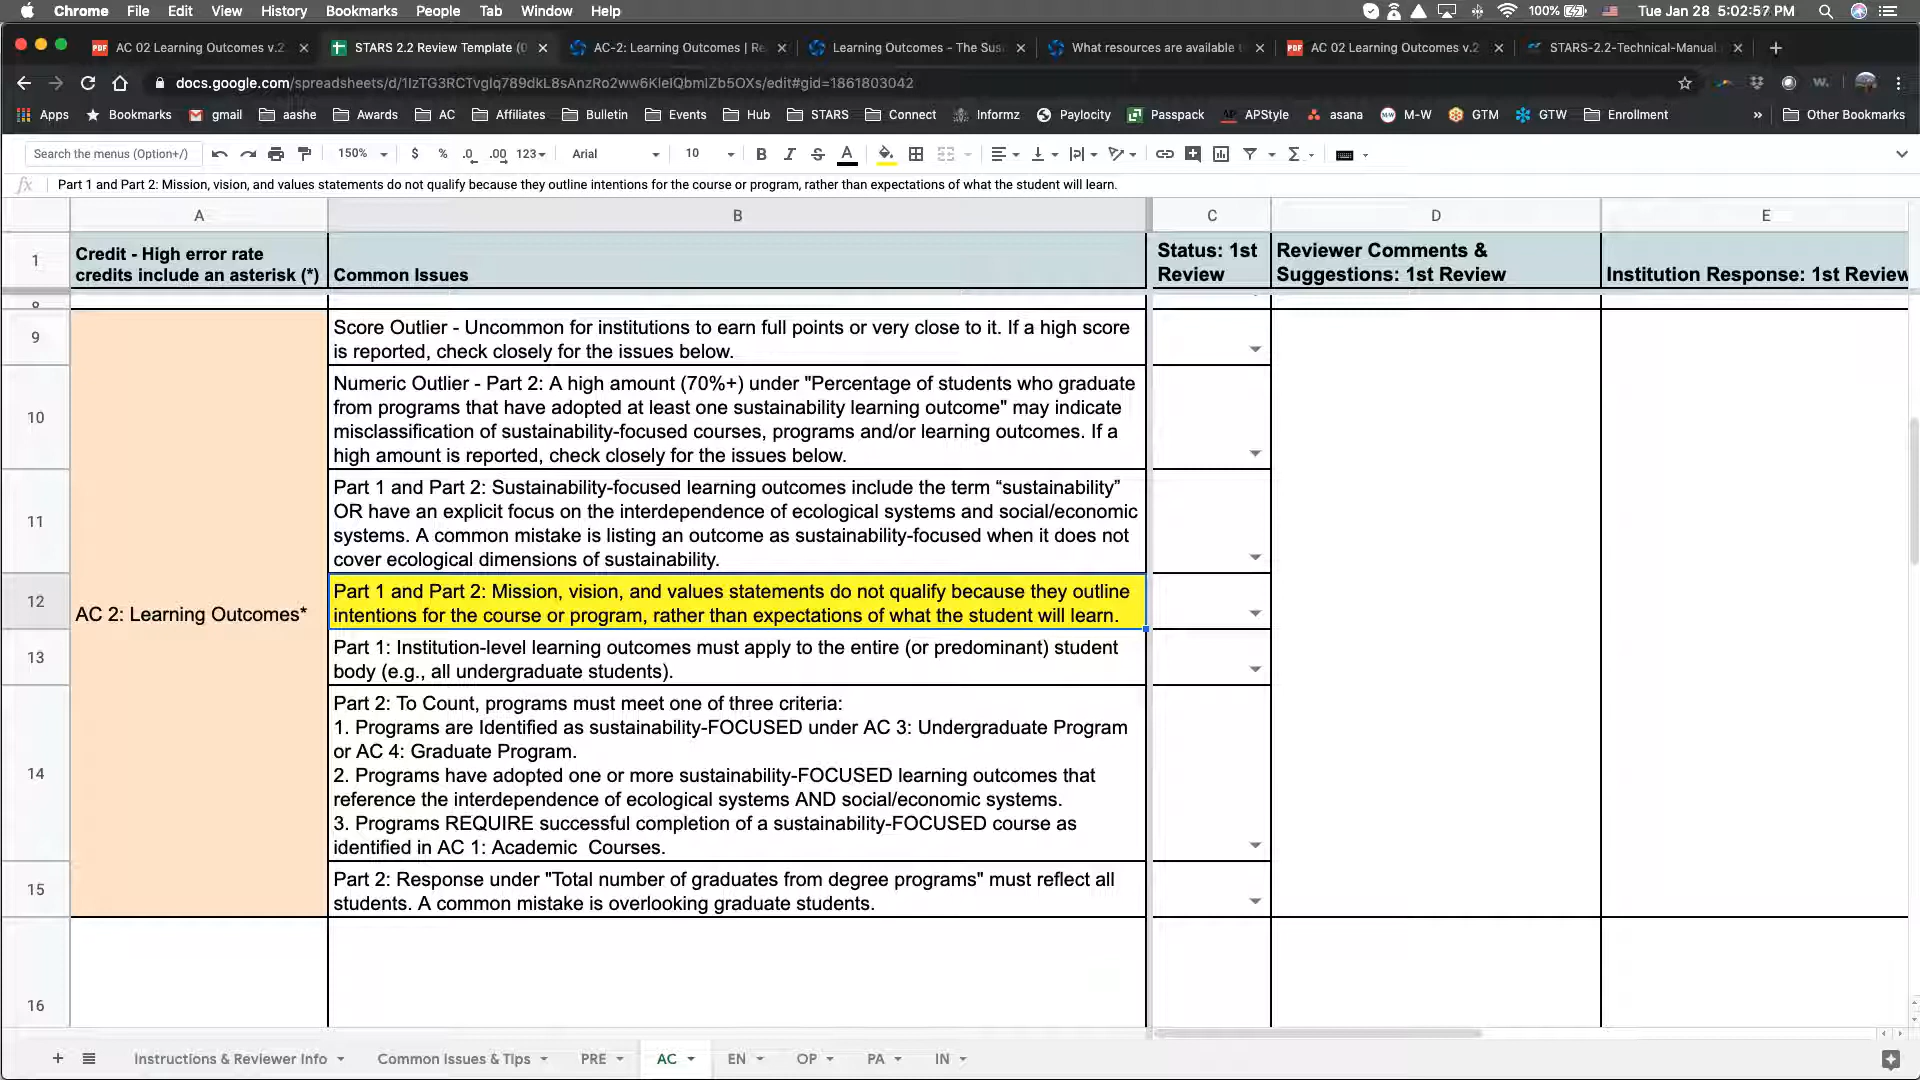 Chrome File Edit View History Bookmarks People Tab Window Help 100% Tue Jan 28 5:02:57 PM
AC 02 Learning Outcomes v.2 STARS 2.2 Review Template (C AC-2: Learning Outcomes | Re Learning Outcomes - The Sus What resources are available AC 02 Learning Outcomes v.2 STARS-2.2-Technical-Manual
Apps Bookmarks gmail aashe Awards AC Affiliates Bulletin Events Hub STARS Connect Informz Paylocity Passpack APStyle asana M-W GTM GTW Enrollment » Other Bookmarks
Search the menus (Option+/) 150% $ % .0 .00 123 Arial 10 B I S A
fx Part 1 and Part 2: Mission, vision, and values statements do not qualify because they outline intentions for the course or program, rather than expectations of what the student will learn.
A B C D E
1
Credit - High error rate
credits include an asterisk (*)
Common Issues
Status: 1st
Review
Reviewer Comments &
Suggestions: 1st Review
Institution Response: 1st Review
9
Score Outlier - Uncommon for institutions to earn full points or very close to it. If a high score
is reported, check closely for the issues below.
10
Numeric Outlier - Part 2: A high amount (70%+) under "Percentage of students who graduate
from programs that have adopted at least one sustainability learning outcome" may indicate
misclassification of sustainability-focused courses, programs and/or learning outcomes. If a
high amount is reported, check closely for the issues below.
11
Part 1 and Part 2: Sustainability-focused learning outcomes include the term “sustainability”
OR have an explicit focus on the interdependence of ecological systems and social/economic
systems. A common mistake is listing an outcome as sustainability-focused when it does not
cover ecological dimensions of sustainability.
12
AC 2: Learning Outcomes*
Part 1 and Part 2: Mission, vision, and values statements do not qualify because they outline
intentions for the course or program, rather than expectations of what the student will learn.
13
Part 1: Institution-level learning outcomes must apply to the entire (or predominant) student
body (e.g., all undergraduate students).
14
Part 2: To Count, programs must meet one of three criteria:
1. Programs are Identified as sustainability-FOCUSED under AC 3: Undergraduate Program
or AC 4: Graduate Program.
2. Programs have adopted one or more sustainability-FOCUSED learning outcomes that
reference the interdependence of ecological systems AND social/economic systems.
3. Programs REQUIRE successful completion of a sustainability-FOCUSED course as
identified in AC 1: Academic Courses.
15
Part 2: Response under "Total number of graduates from degree programs" must reflect all
students. A common mistake is overlooking graduate students.
16
Instructions & Reviewer Info Common Issues & Tips PRE AC EN OP PA IN